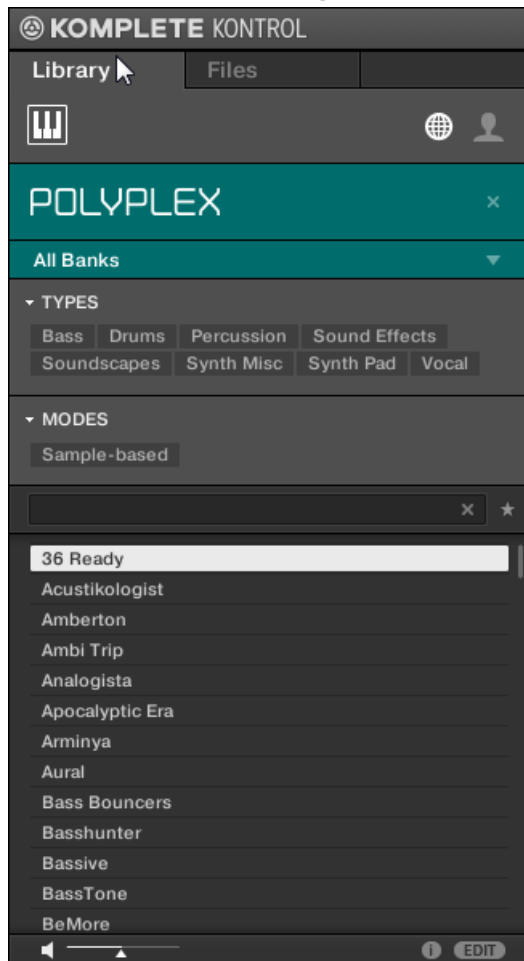 KOMPLETE KONTROL
Library Files
POLYPLEX
All Banks
TYPES
Bass Drums Percussion Sound Effects
Soundscapes Synth Misc Synth Pad Vocal
MODES
Sample-based
36 Ready
Acustikologist
Amberton
Ambi Trip
Analogista
Apocalyptic Era
Arminya
Aural
Bass Bouncers
Basshunter
Bassive
BassTone
BeMore
i EDIT